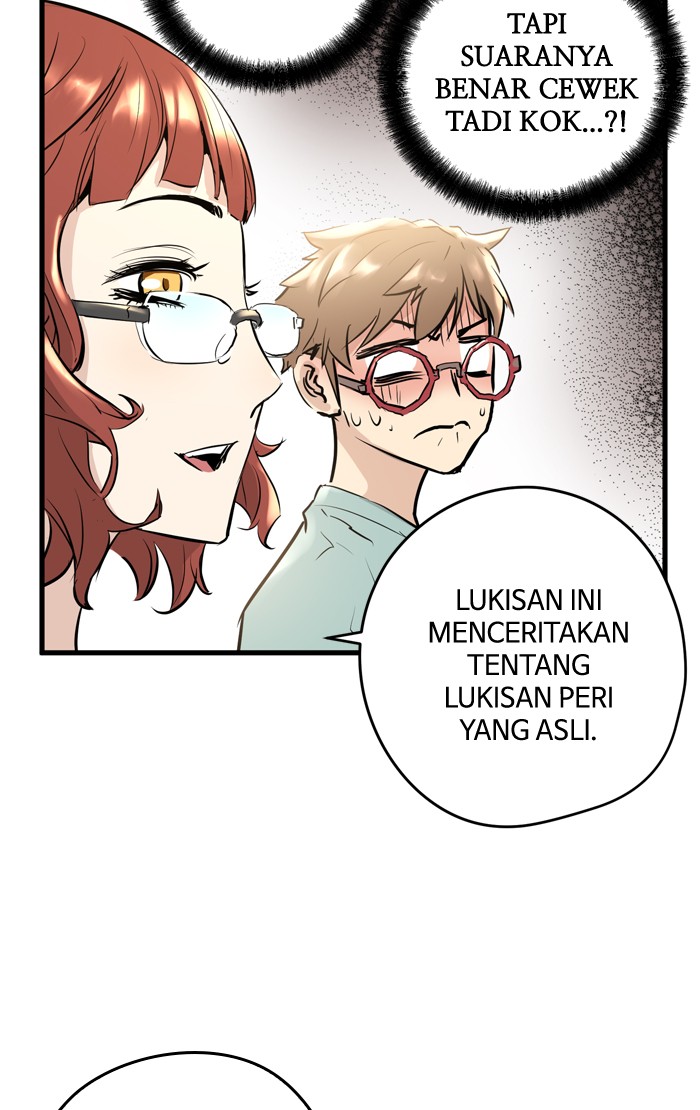 TAPI
SUARANYA
BENAR CEWEK
TADI KOK...?!
LUKISAN INI
MENCERITAKAN
TENTANG
LUKISAN PERI
YANG ASLI.